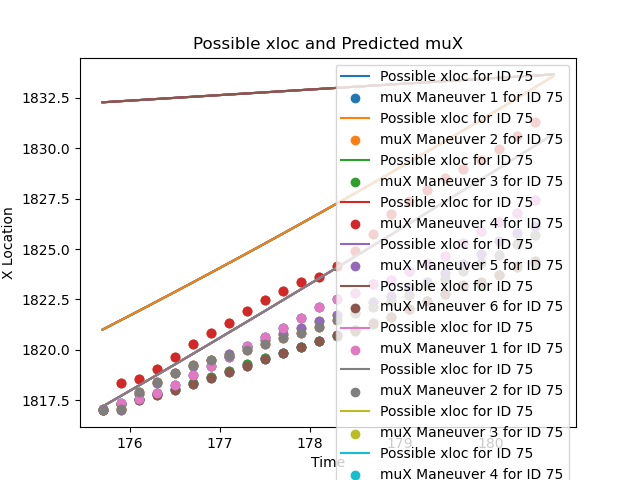 Possible xloc and Predicted muX
X Location
1832.5
1830.0
1827.5
1825.0
1822.5
1820.0
1817.5
176
177
178
179
180
Time
Possible xloc for ID 75
muX Maneuver 1 for ID 75
Possible xloc for ID 75
muX Maneuver 2 for ID 75
Possible xloc for ID 75
muX Maneuver 3 for ID 75
Possible xloc for ID 75
muX Maneuver 4 for ID 75
Possible xloc for ID 75
muX Maneuver 5 for ID 75
Possible xloc for ID 75
muX Maneuver 6 for ID 75
Possible xloc for ID 75
muX Maneuver 1 for ID 75
Possible xloc for ID 75
muX Maneuver 2 for ID 75
Possible xloc for ID 75
muX Maneuver 3 for ID 75
Possible xloc for ID 75
muX Maneuver 4 for ID 75